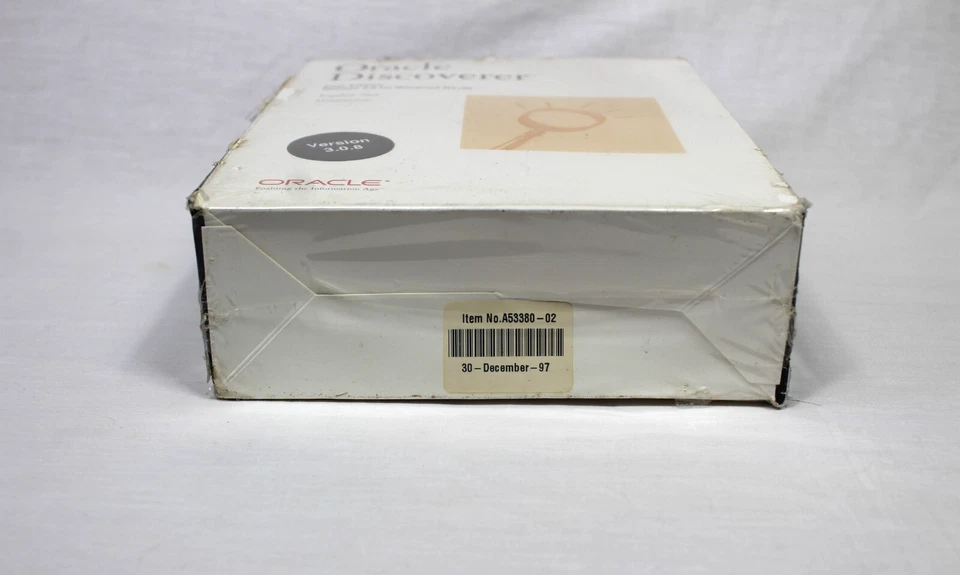 Oracle
Discoverer
Version
3.0.8
ORACLE
Enabling the Information Age
Item No.A53380-02
30-December-97